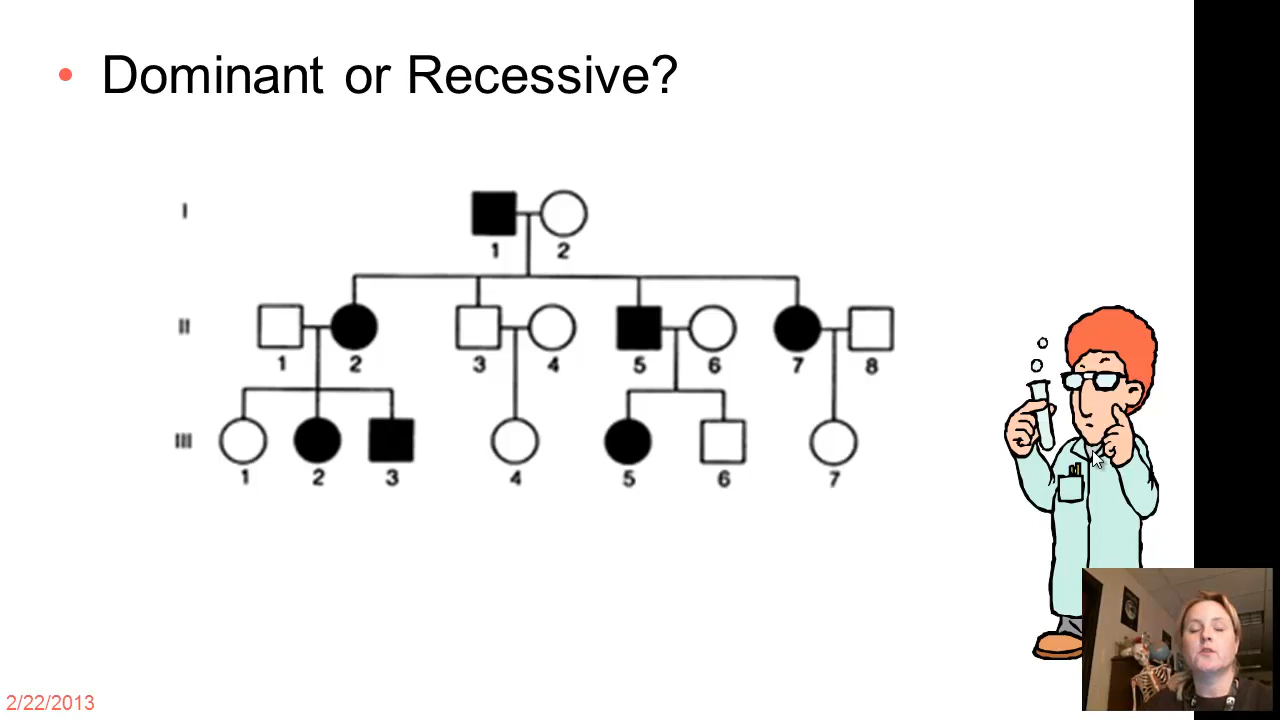 • Dominant or Recessive?
I
1 2
II
1 2 3 4 5 6 7 8
III
1 2 3 4 5 6 7
2/22/2013